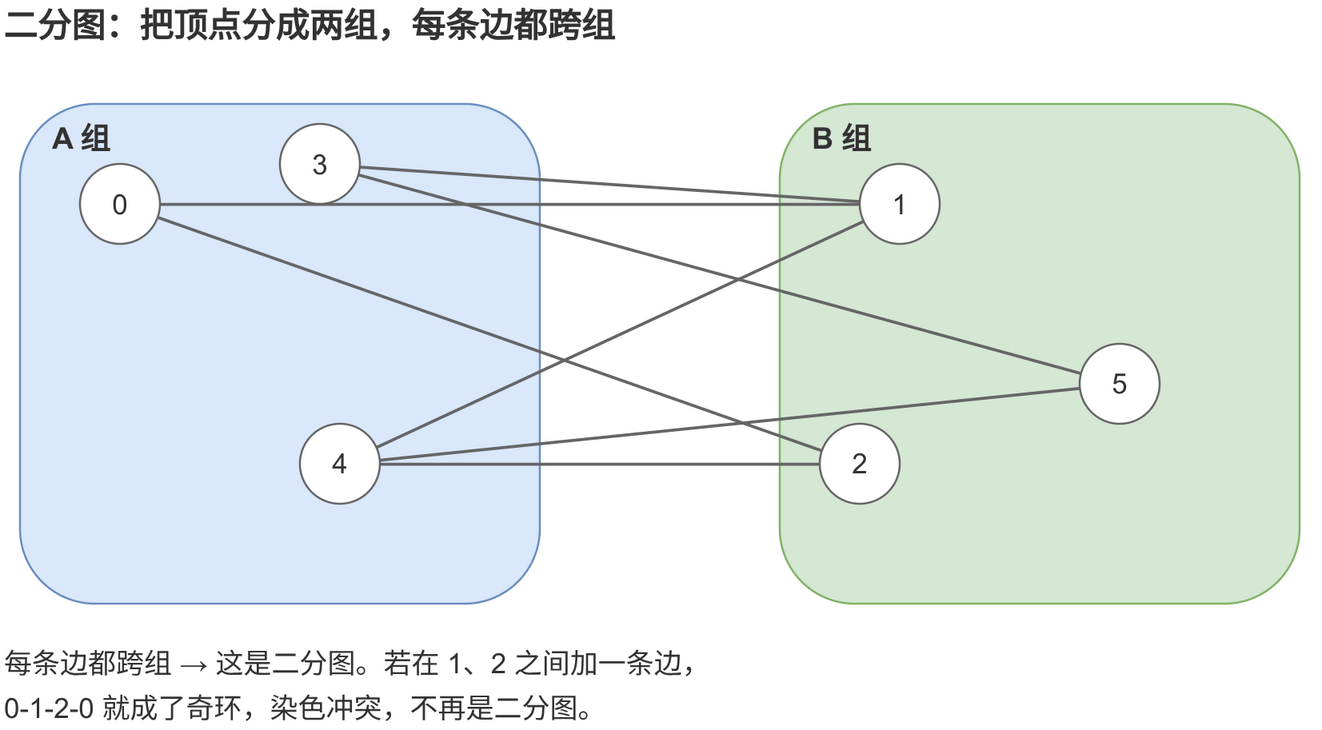 二分图：把顶点分成两组，每条边都跨组
A 组
B 组
3
0
1
5
4
2
每条边都跨组 → 这是二分图。若在 1、2 之间加一条边，
0-1-2-0 就成了奇环，染色冲突，不再是二分图。